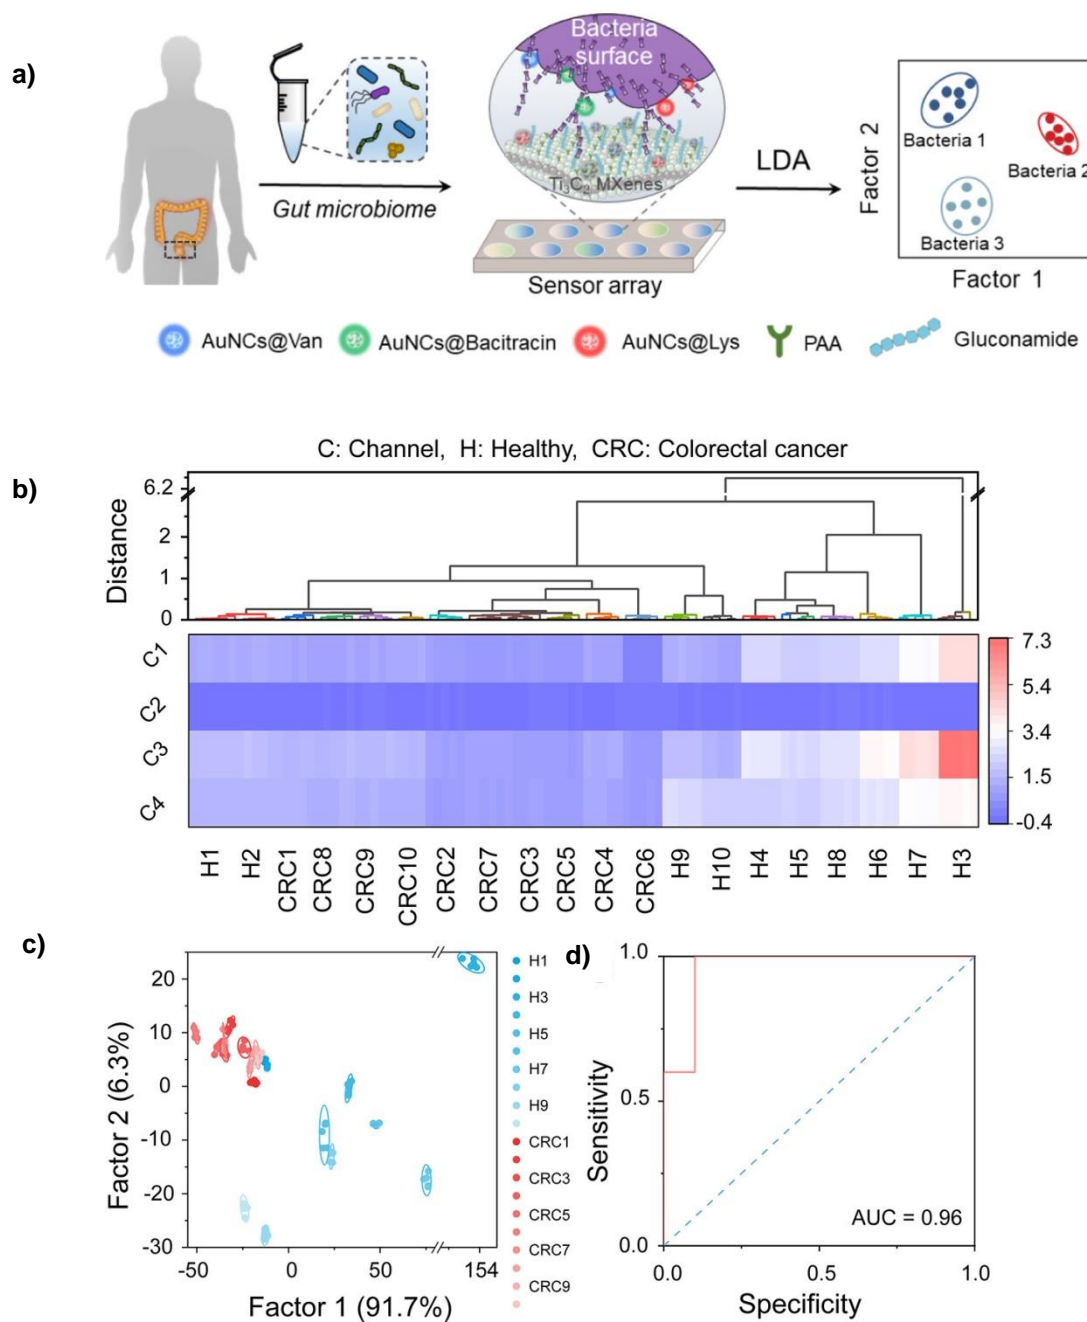 a)
Bacteria
surface
Ti3C2 MXenes
Gut microbiome
Sensor array
LDA
Factor 2
Bacteria 1
Bacteria 2
Bacteria 3
Factor 1
AuNCs@Van
AuNCs@Bacitracin
AuNCs@Lys
PAA
Gluconamide
C: Channel, H: Healthy, CRC: Colorectal cancer
b)
Distance
6.2
2
1
0
C1
C2
C3
C4
7.3
5.4
3.4
1.5
-0.4
H1
H2
CRC1
CRC8
CRC9
CRC10
CRC2
CRC7
CRC3
CRC5
CRC4
CRC6
H9
H10
H4
H5
H8
H6
H7
H3
c)
Factor 2 (6.3%)
20
10
0
-10
-20
-30
-50
0
50
154
Factor 1 (91.7%)
H1
H3
H5
H7
H9
CRC1
CRC3
CRC5
CRC7
CRC9
d)
Sensitivity
1.0
0.5
0.0
0.0
0.5
1.0
AUC = 0.96
Specificity